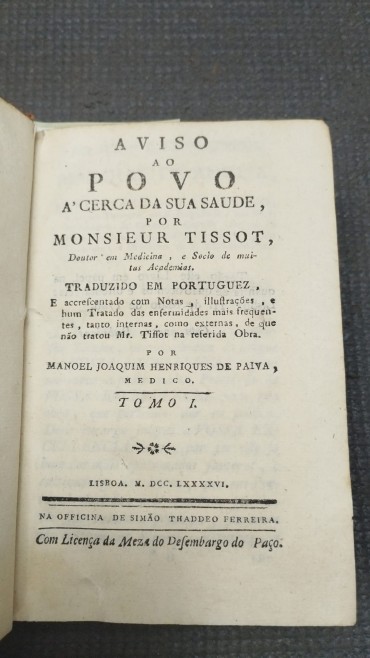 AVISO
AO
POVO
A' CERCA DA SUA SAUDE,
POR
MONSIEUR TISSOT,
Doutor em Medicina, e Socio de mui-
tas Academias.
TRADUZIDO EM PORTUGUEZ,
E accrescentado com Notas, illustrações, e
hum Tratado das enfermidades mais frequen-
tes, tanto internas, como externas, de que
não tratou Mr. Tissot na referida Obra.
POR
MANOEL JOAQUIM HENRIQUES DE PAIVA,
MEDICO.
TOMO I.
LISBOA. M. DCC. LXXXXVI.
NA OFFICINA DE SIMÃO THADDEO FERREIRA.
Com Licença da Meza do Desembargo do Paço.